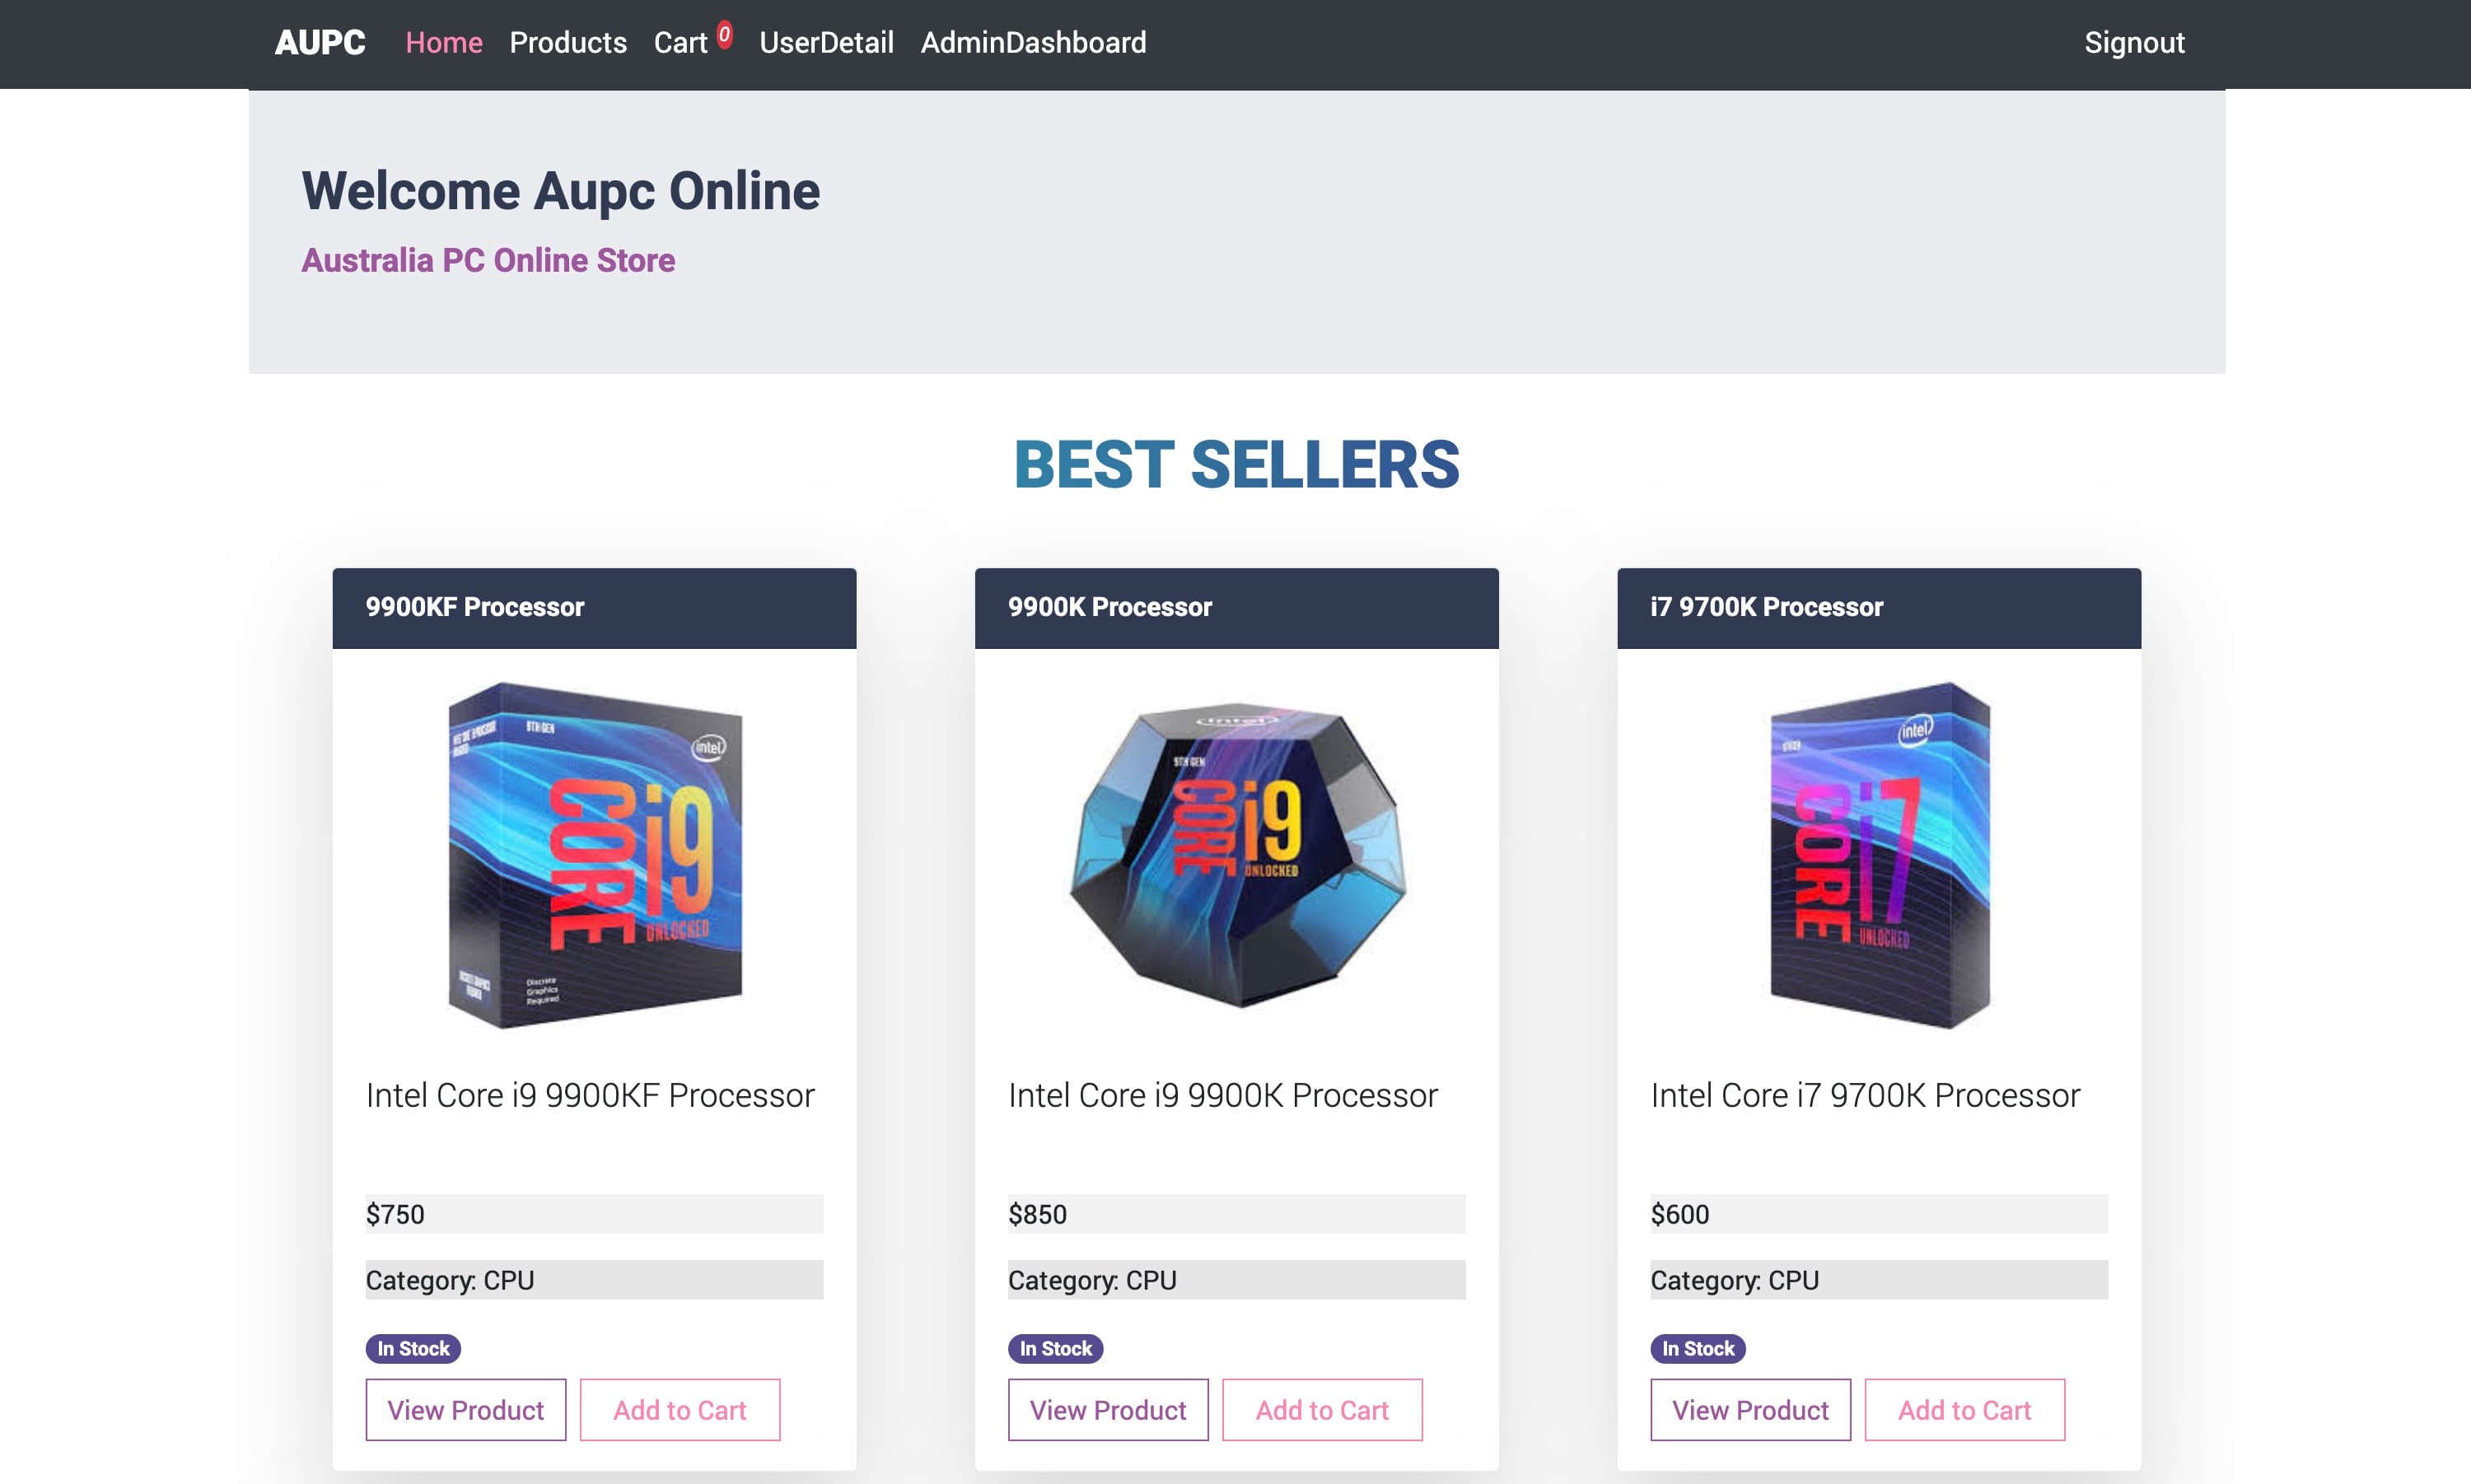 AUPC Home Products Cart 0 UserDetail AdminDashboard Signout
Welcome Aupc Online
Australia PC Online Store
BEST SELLERS
9900KF Processor
9TH GEN
intel
CORE i9
UNLOCKED
Discrete
Graphics
Required
Intel Core i9 9900KF Processor
$750
Category: CPU
In Stock
View Product Add to Cart
9900K Processor
intel
9TH GEN
CORE i9
UNLOCKED
Intel Core i9 9900K Processor
$850
Category: CPU
In Stock
View Product Add to Cart
i7 9700K Processor
intel
CORE i7
UNLOCKED
Intel Core i7 9700K Processor
$600
Category: CPU
In Stock
View Product Add to Cart